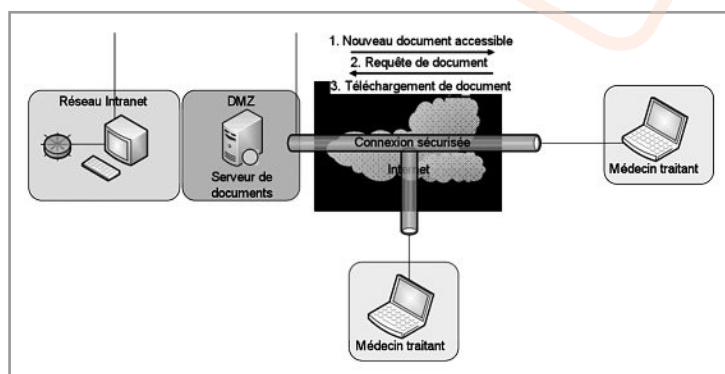 1. Nouveau document accessible
2. Requête de document
3. Téléchargement de document
Réseau Intranet
DMZ
Serveur de
documents
Connexion sécurisée
Internet
Médecin traitant
Médecin traitant